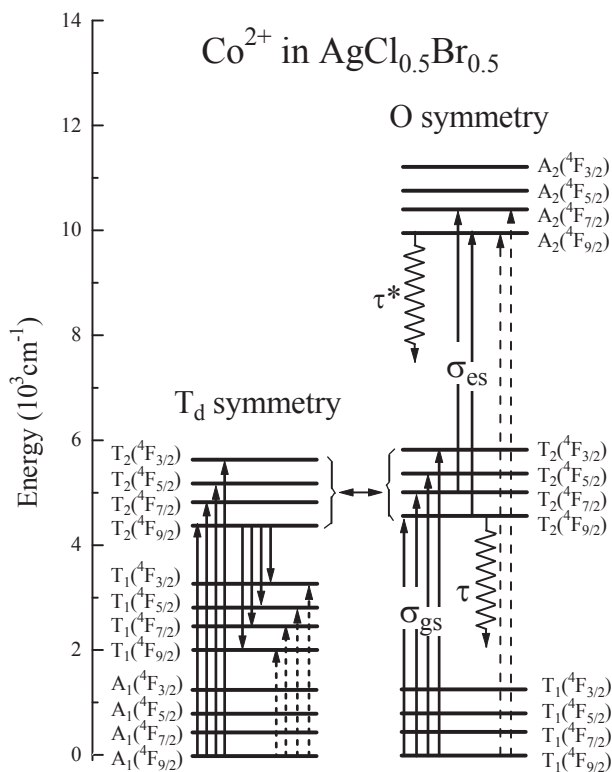 Co²⁺ in AgCl₀.₅Br₀.₅
O symmetry
T_d symmetry
Energy (10³cm⁻¹)
14
12
10
8
6
4
2
0
T₂(⁴F₃/₂)
T₂(⁴F₅/₂)
T₂(⁴F₇/₂)
T₂(⁴F₉/₂)
T₁(⁴F₃/₂)
T₁(⁴F₅/₂)
T₁(⁴F₇/₂)
T₁(⁴F₉/₂)
A₁(⁴F₃/₂)
A₁(⁴F₅/₂)
A₁(⁴F₇/₂)
A₁(⁴F₉/₂)
A₂(⁴F₃/₂)
A₂(⁴F₅/₂)
A₂(⁴F₇/₂)
A₂(⁴F₉/₂)
τ*
σ_es
T₂(⁴F₃/₂)
T₂(⁴F₅/₂)
T₂(⁴F₇/₂)
T₂(⁴F₉/₂)
τ
σ_gs
T₁(⁴F₃/₂)
T₁(⁴F₅/₂)
T₁(⁴F₇/₂)
T₁(⁴F₉/₂)